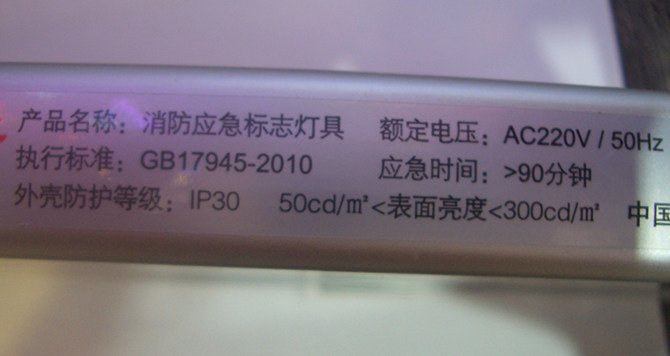 产品名称：消防应急标志灯具 额定电压：AC220V / 50Hz
执行标准：GB17945-2010 应急时间：>90分钟
外壳防护等级：IP30 50cd/㎡<表面亮度<300cd/㎡ 中国